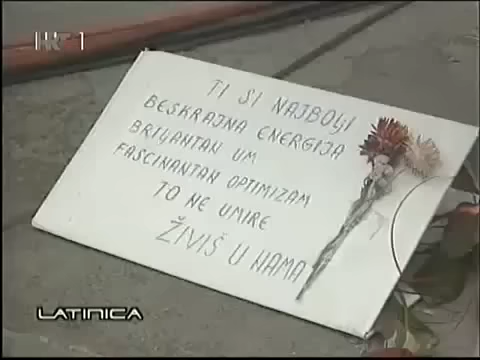 HRT 1
TI SI NAJBOLJI
BESKRAJNA ENERGIJA
BRILJANTAN UM
FASCINANTAN OPTIMIZAM
TO NE UMIRE
ŽIVIŠ U NAMA
LATINICA